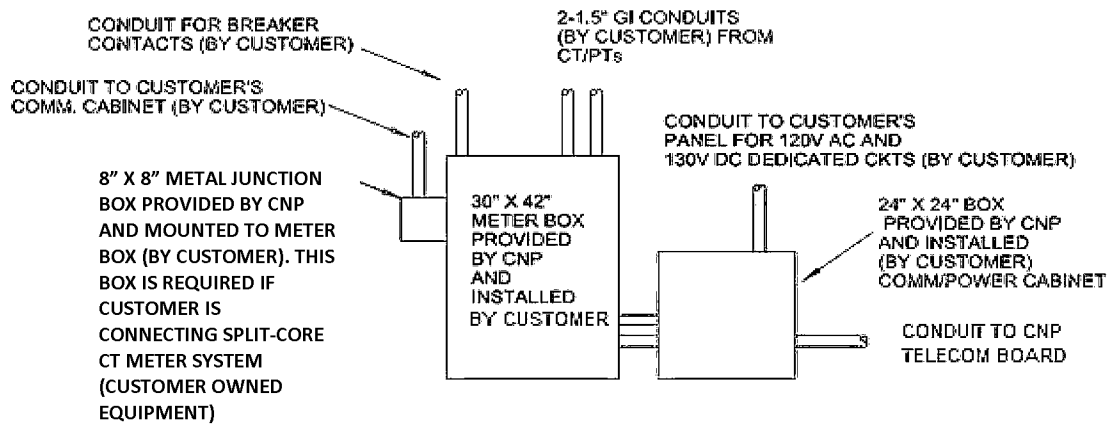 CONDUIT FOR BREAKER
CONTACTS (BY CUSTOMER)
2-1.5" GI CONDUITS
(BY CUSTOMER) FROM
CT/PTs
CONDUIT TO CUSTOMER'S
COMM. CABINET (BY CUSTOMER)
CONDUIT TO CUSTOMER'S
PANEL FOR 120V AC AND
130V DC DEDICATED CKTS (BY CUSTOMER)
8” X 8” METAL JUNCTION
BOX PROVIDED BY CNP
AND MOUNTED TO METER
BOX (BY CUSTOMER). THIS
BOX IS REQUIRED IF
CUSTOMER IS
CONNECTING SPLIT-CORE
CT METER SYSTEM
(CUSTOMER OWNED
EQUIPMENT)
30" X 42"
METER BOX
PROVIDED
BY CNP
AND
INSTALLED
BY CUSTOMER
24" X 24" BOX
PROVIDED BY CNP
AND INSTALLED
(BY CUSTOMER)
COMM/POWER CABINET
CONDUIT TO CNP
TELECOM BOARD